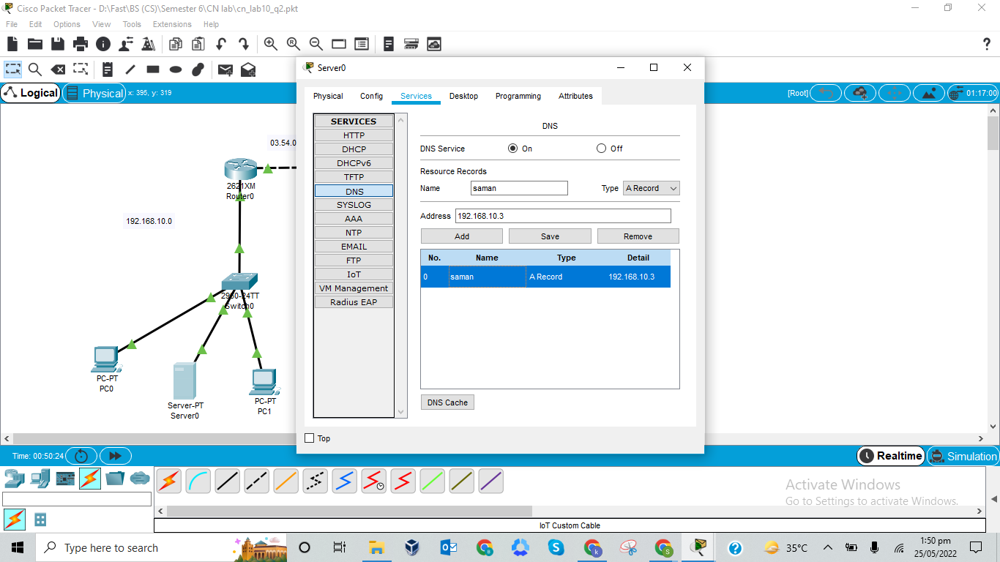 Cisco Packet Tracer - D:\Fast\BS (CS)\Semester 6\CN lab\cn_lab10_q2.pkt
File Edit Options View Tools Extensions Help
?
Logical Physical x: 395, y: 319 [Root] 01:17:00
Server0
Physical Config Services Desktop Programming Attributes
SERVICES
HTTP
DHCP
DHCPv6
TFTP
DNS
SYSLOG
AAA
NTP
EMAIL
FTP
IoT
VM Management
Radius EAP
DNS
DNS Service On Off
Resource Records
Name saman Type A Record
Address 192.168.10.3
Add Save Remove
No. Name Type Detail
0 saman A Record 192.168.10.3
DNS Cache
Top
03.54.0
2621XM
Router0
192.168.10.0
2950-24TT
Switch0
PC-PT
PC0
Server-PT
Server0
PC-PT
PC1
Time: 00:50:24 Realtime Simulation
Activate Windows
Go to Settings to activate Windows.
IoT Custom Cable
Type here to search
35°C
1:50 pm
25/05/2022